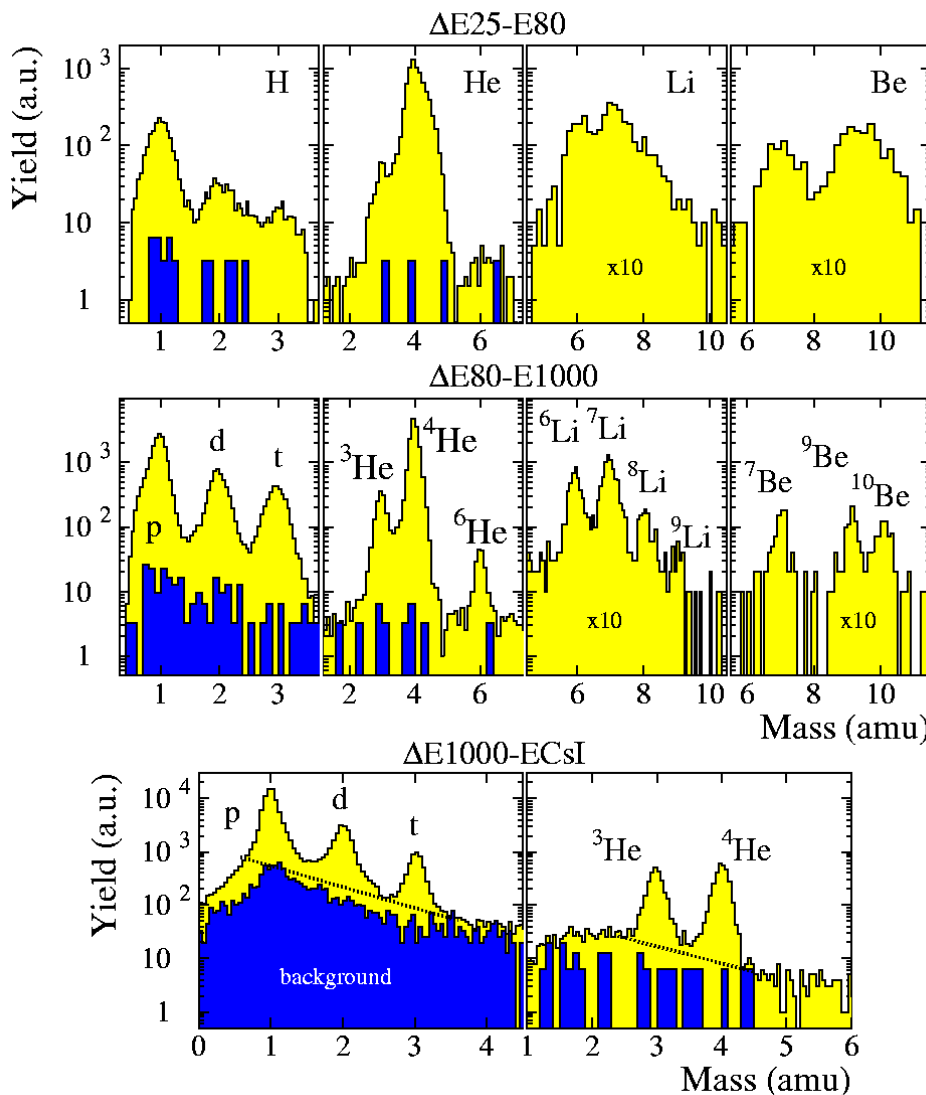 ΔE25-E80
Yield (a.u.)
10³
10²
10
1
H
He
Li
Be
x10
x10
1 2 3 2 4 6 6 8 10 6 8 10
ΔE80-E1000
10³
10²
10
1
p
d
t
³He
⁴He
⁶He
⁶Li
⁷Li
⁸Li
⁹Li
⁷Be
⁹Be
¹⁰Be
x10
x10
1 2 3 2 4 6 6 8 10 6 8 10
Mass (amu)
ΔE1000-ECsI
Yield (a.u.)
10⁴
10³
10²
10
1
p
d
t
background
³He
⁴He
0 1 2 3 4 1 2 3 4 5 6
Mass (amu)